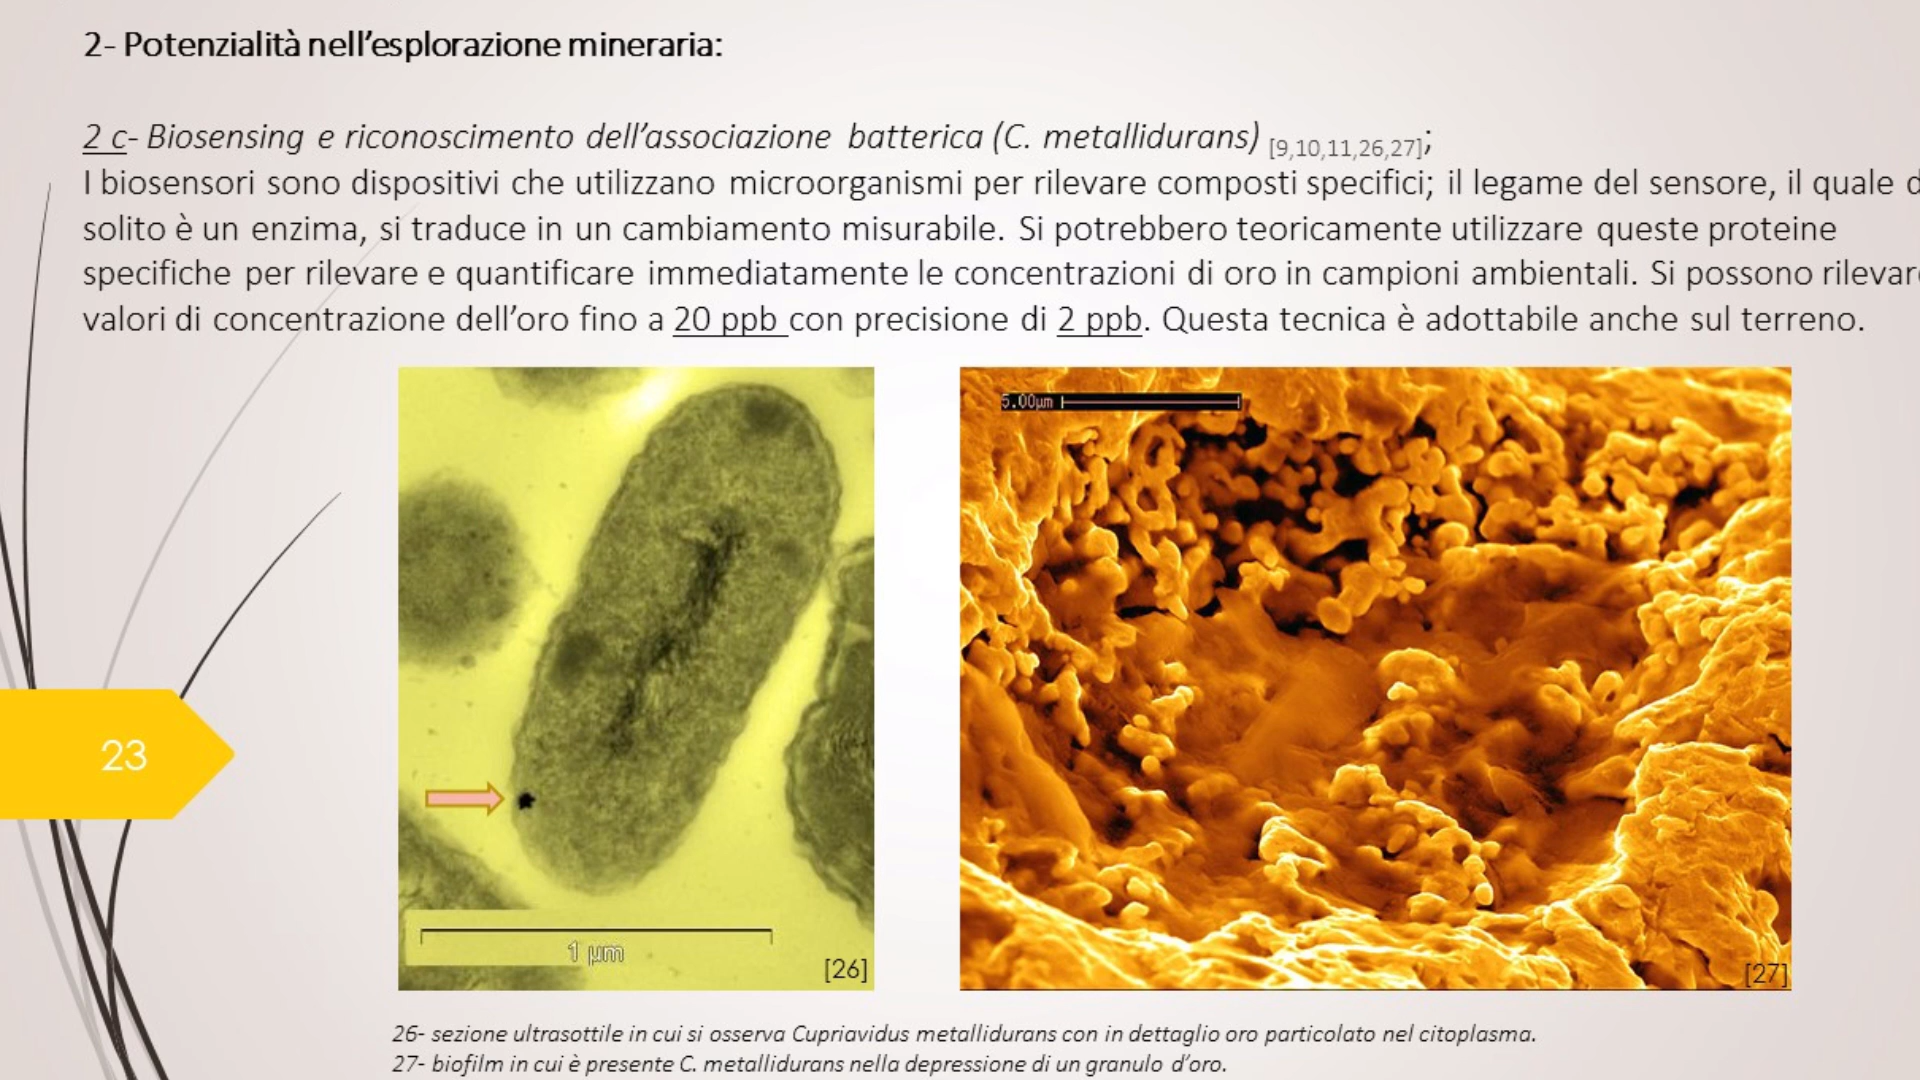 2- Potenzialità nell'esplorazione mineraria:
2 c- Biosensing e riconoscimento dell'associazione batterica (C. metallidurans) [9,10,11,26,27];
I biosensori sono dispositivi che utilizzano microorganismi per rilevare composti specifici; il legame del sensore, il quale
solito è un enzima, si traduce in un cambiamento misurabile. Si potrebbero teoricamente utilizzare queste proteine
specifiche per rilevare e quantificare immediatamente le concentrazioni di oro in campioni ambientali. Si possono
valori di concentrazione dell'oro fino a 20 ppb con precisione di 2 ppb. Questa tecnica è adottabile anche sul terreno.
5.00µm
23
1 µm
[26]
[27]
26- sezione ultrasottile in cui si osserva Cupriavidus metallidurans con in dettaglio oro particolato nel citoplasma.
27- biofilm in cui è presente C. metallidurans nella depressione di un granulo d'oro.